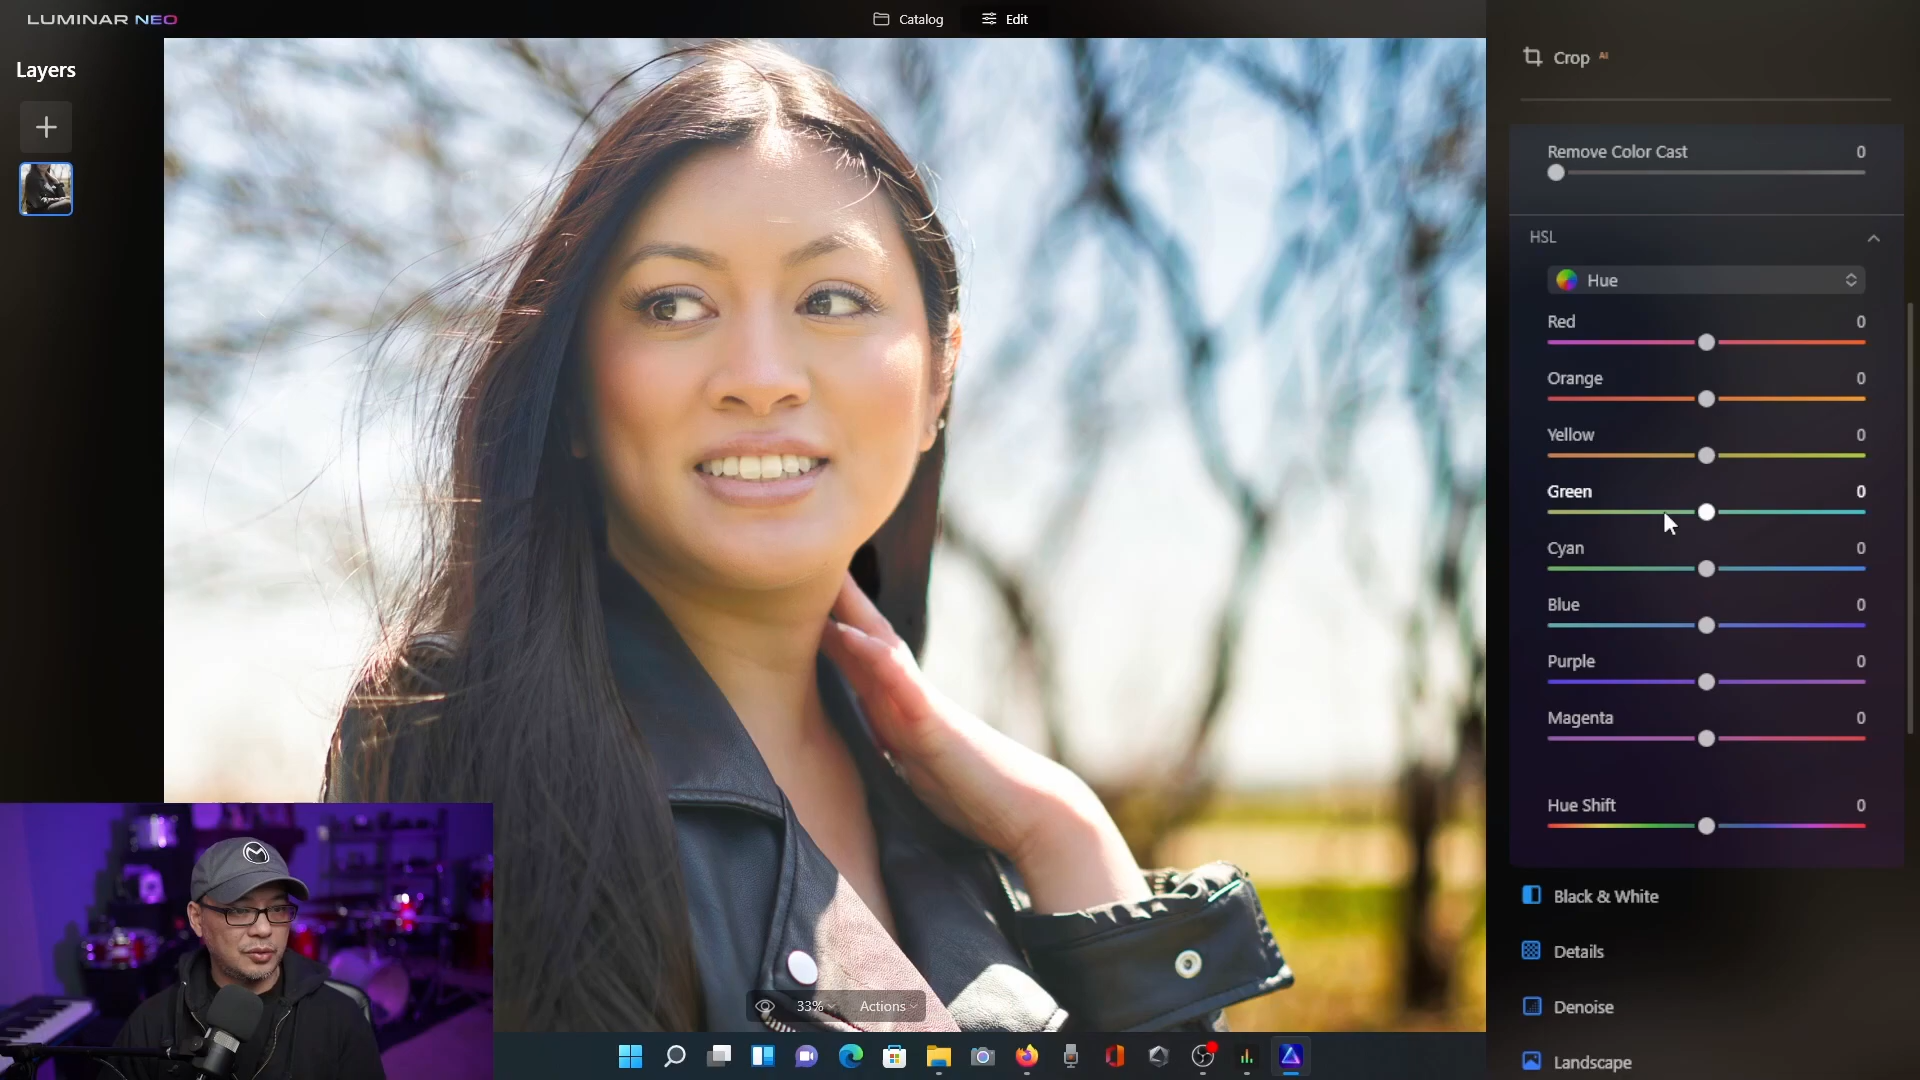 LUMINAR NEO
Catalog
Edit
Layers
Crop AI
Remove Color Cast 0
HSL
Hue
Red 0
Orange 0
Yellow 0
Green 0
Cyan 0
Blue 0
Purple 0
Magenta 0
Hue Shift 0
Black & White
Details
Denoise
Landscape
33%
Actions